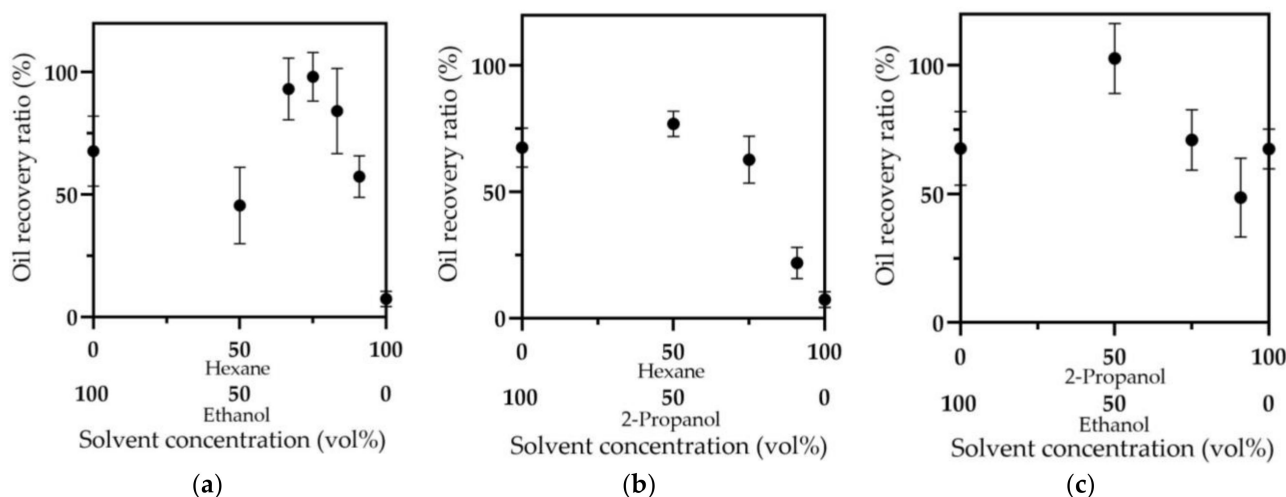 Oil recovery ratio (%)
100
50
0
0 50 100
Hexane
100 50 0
Ethanol
Solvent concentration (vol%)
(a)
Oil recovery ratio (%)
100
50
0
0 50 100
Hexane
100 50 0
2-Propanol
Solvent concentration (vol%)
(b)
Oil recovery ratio (%)
100
50
0
0 50 100
2-Propanol
100 50 0
Ethanol
Solvent concentration (vol%)
(c)